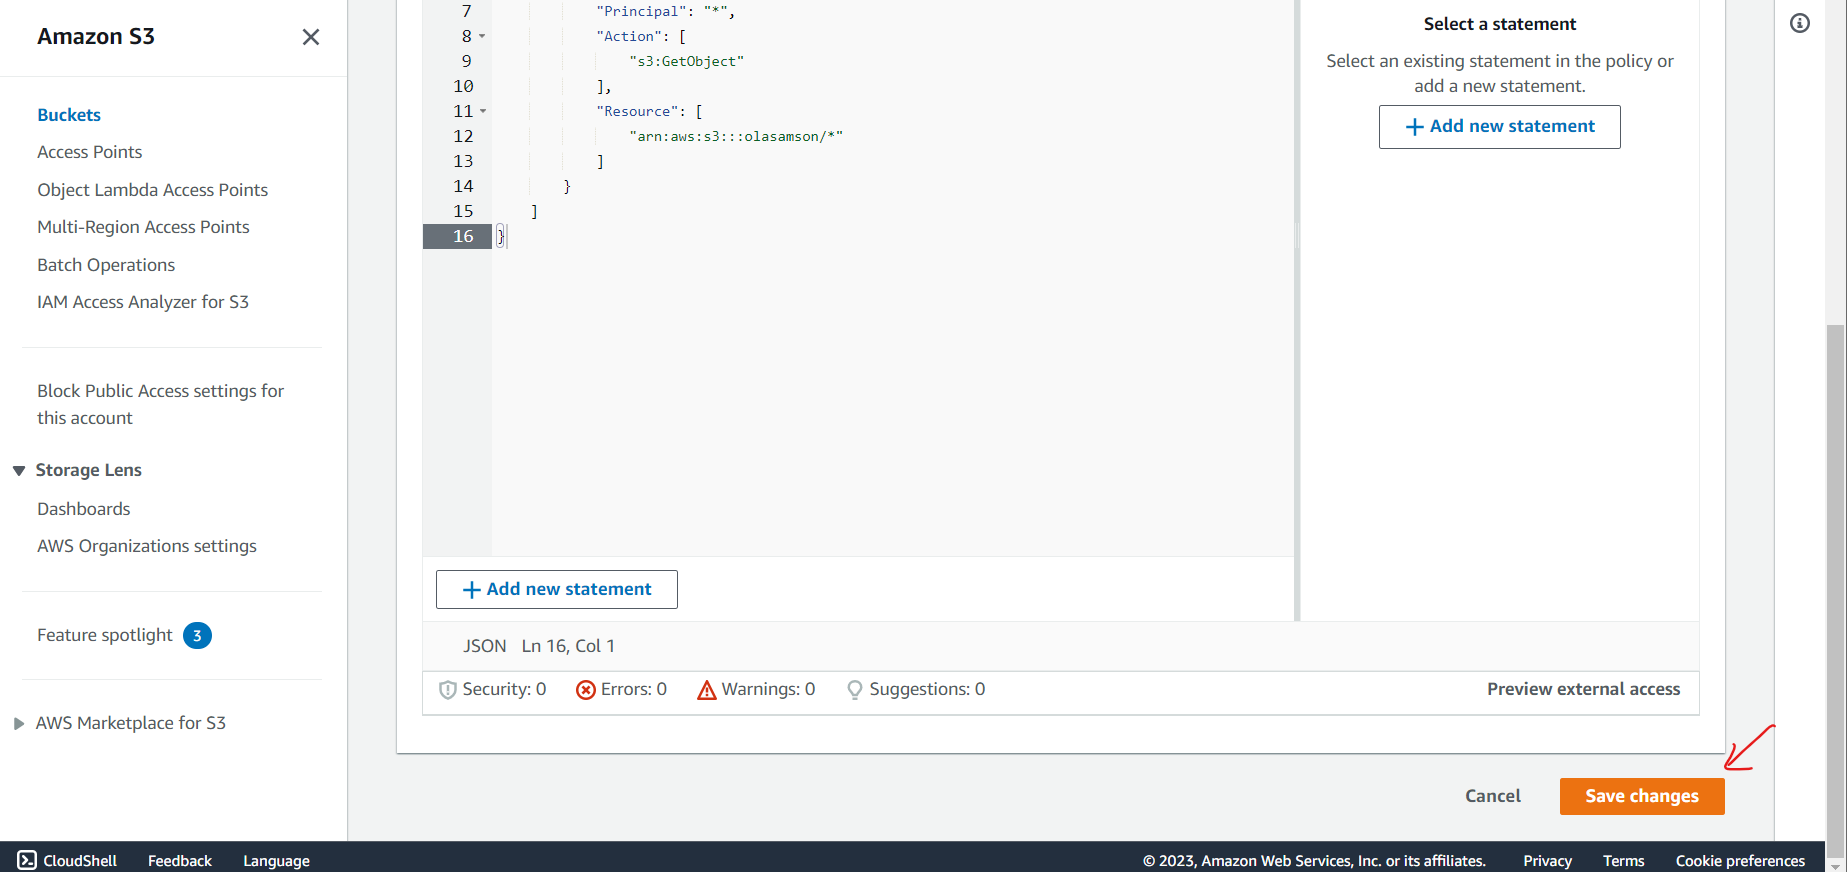 Amazon S3
Buckets
Access Points
Object Lambda Access Points
Multi-Region Access Points
Batch Operations
IAM Access Analyzer for S3
Block Public Access settings for
this account
Storage Lens
Dashboards
AWS Organizations settings
Feature spotlight 3
AWS Marketplace for S3
7 "Principal": "*",
8 "Action": [
9 "s3:GetObject"
10 ],
11 "Resource": [
12 "arn:aws:s3:::olasamson/*"
13 ]
14 }
15 ]
16 }
+ Add new statement
JSON Ln 16, Col 1
Security: 0 Errors: 0 Warnings: 0 Suggestions: 0
Preview external access
Select a statement
Select an existing statement in the policy or
add a new statement.
+ Add new statement
Cancel
Save changes
CloudShell Feedback Language
© 2023, Amazon Web Services, Inc. or its affiliates. Privacy Terms Cookie preferences